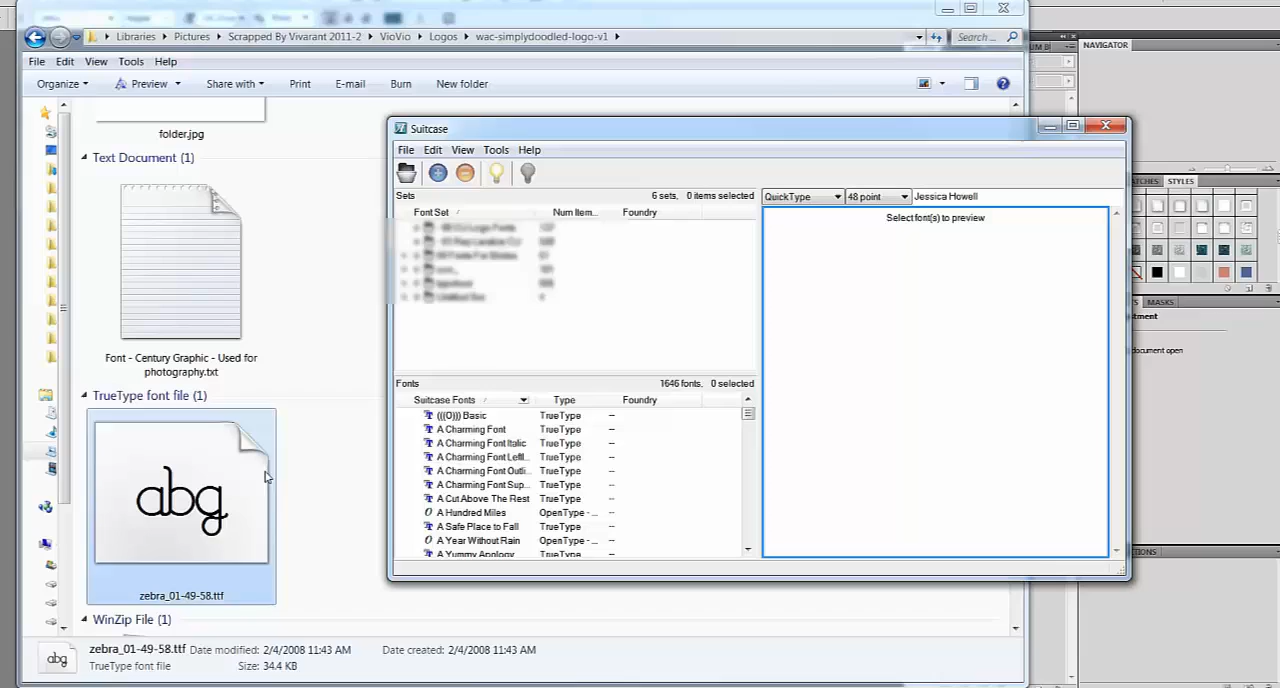 Libraries Pictures Scrapped By Vivarant 2011-2 VioVio Logos wac-simplydoodled-logo-v1
Search ...
File Edit View Tools Help
Organize Preview Share with Print E-mail Burn New folder
folder.jpg
Text Document (1)
Font - Century Graphic - Used for
photography.txt
TrueType font file (1)
abg
zebra_01-49-58.ttf
WinZip File (1)
abg
zebra_01-49-58.ttf Date modified: 2/4/2008 11:43 AM Date created: 2/4/2008 11:43 AM
TrueType font file Size: 34.4 KB
Suitcase
File Edit View Tools Help
Sets 6 sets, 0 items selected
Font Set Num Item... Foundry
QuickType 48 point Jessica Howell
Select font(s) to preview
Fonts 1646 fonts, 0 selected
Suitcase Fonts Type Foundry
(((O))) Basic TrueType --
A Charming Font TrueType --
A Charming Font Italic TrueType --
A Charming Font Leftl... TrueType --
A Charming Font Outli... TrueType --
A Charming Font Sup... TrueType --
A Cut Above The Rest TrueType --
A Hundred Miles OpenType - ... --
A Safe Place to Fall TrueType --
A Year Without Rain OpenType - ... --
A Yummy Apology TrueType --
NAVIGATOR
STYLES
MASKS